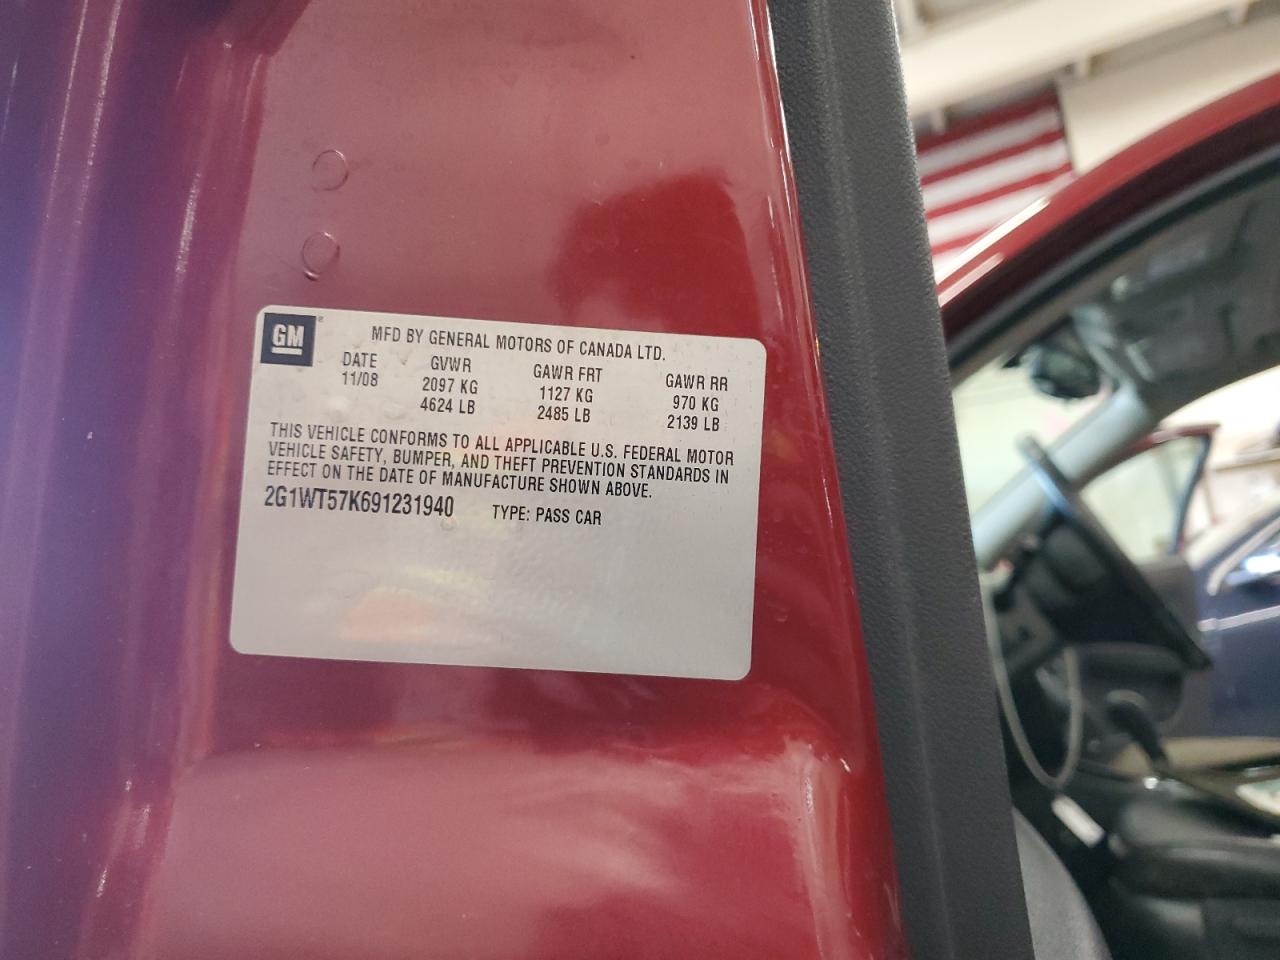 GM ®
MFD BY GENERAL MOTORS OF CANADA LTD.
DATE GVWR GAWR FRT GAWR RR
11/08 2097 KG 1127 KG 970 KG
4624 LB 2485 LB 2139 LB
THIS VEHICLE CONFORMS TO ALL APPLICABLE U.S. FEDERAL MOTOR
VEHICLE SAFETY, BUMPER, AND THEFT PREVENTION STANDARDS IN
EFFECT ON THE DATE OF MANUFACTURE SHOWN ABOVE.
2G1WT57K691231940 TYPE: PASS CAR